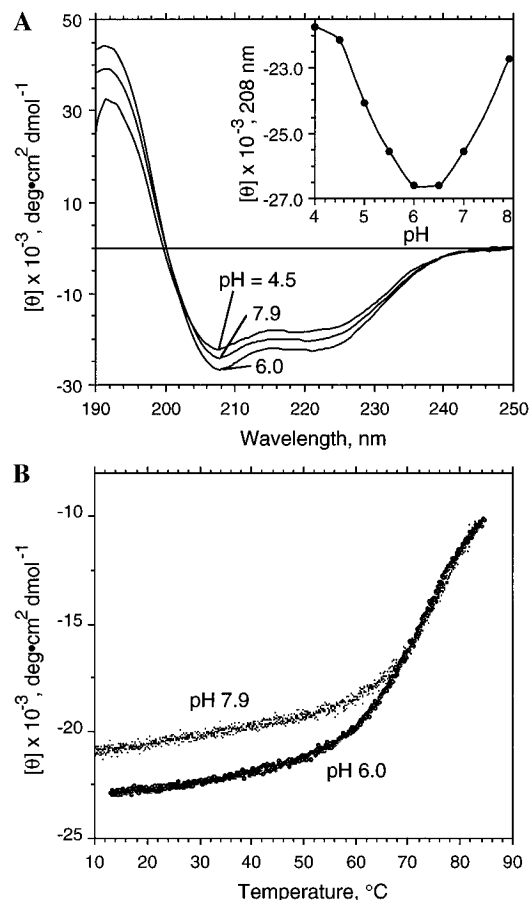 A
[θ] x 10⁻³, deg•cm² dmol⁻¹
50
30
10
-10
-30
190 200 210 220 230 240 250
Wavelength, nm
pH = 4.5
7.9
6.0
[θ] x 10⁻³, 208 nm
-23.0
-25.0
-27.0
4 5 6 7 8
pH
B
[θ] x 10⁻³, deg•cm² dmol⁻¹
-10
-15
-20
-25
pH 7.9
pH 6.0
10 20 30 40 50 60 70 80 90
Temperature, °C